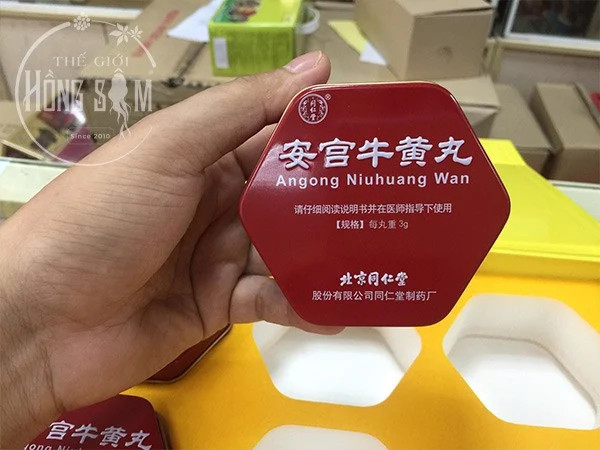 THẾ GIỚI
HỒNG SÂM
Since 2010
同仁堂
安宫牛黄丸
Angong Niuhuang Wan
请仔细阅读说明书并在医师指导下使用
【规格】每丸重 3g
北京同仁堂
股份有限公司同仁堂制药厂
宫牛黄丸